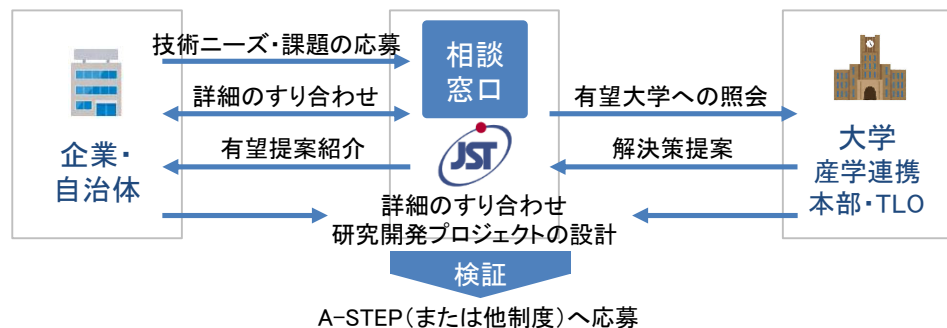 技術ニーズ・課題の応募
相談
窓口
詳細のすり合わせ
有望大学への照会
企業・
自治体
有望提案紹介
JST
解決策提案
大学
産学連携
本部・TLO
詳細のすり合わせ
研究開発プロジェクトの設計
検証
A-STEP(または他制度)へ応募